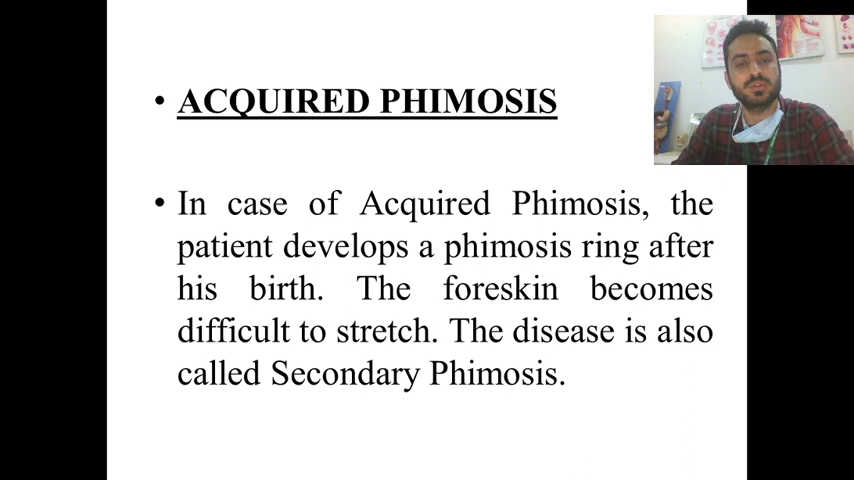 • ACQUIRED PHIMOSIS
• In case of Acquired Phimosis, the
patient develops a phimosis ring after
his birth. The foreskin becomes
difficult to stretch. The disease is also
called Secondary Phimosis.